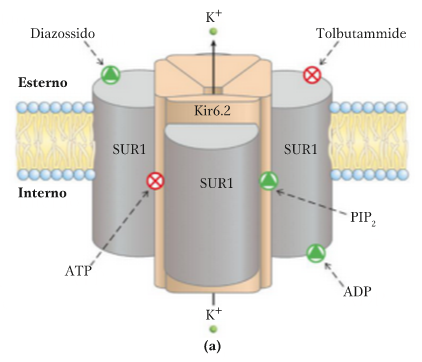 K+
Diazossido
Tolbutammide
Esterno
Kir6.2
SUR1
SUR1
SUR1
Interno
PIP2
ATP
ADP
K+
(a)